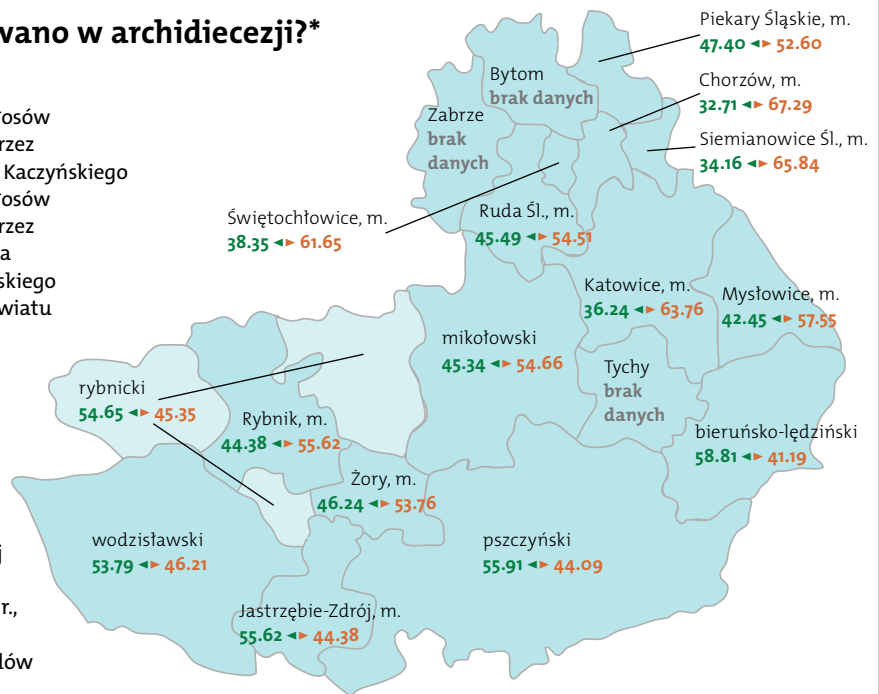 wano w archidiecezji?*
osów
rzez
Kaczyńskiego
osów
rzez
a
skiego
wiatu
Piekary Śląskie, m.
47.40 ◄► 52.60
Bytom
brak danych
Chorzów, m.
32.71 ◄► 67.29
Zabrze
brak
danych
Siemianowice Śl., m.
34.16 ◄► 65.84
Świętochłowice, m.
38.35 ◄► 61.65
Ruda Śl., m.
45.49 ◄► 54.51
Katowice, m.
36.24 ◄► 63.76
Mysłowice, m.
42.45 ◄► 57.55
mikołowski
45.34 ◄► 54.66
Tychy
brak
danych
rybnicki
54.65 ◄► 45.35
Rybnik, m.
44.38 ◄► 55.62
bieruńsko-lędziński
58.81 ◄► 41.19
Żory, m.
46.24 ◄► 53.76
wodzisławski
53.79 ◄► 46.21
pszczyński
55.91 ◄► 44.09
Jastrzębie-Zdrój, m.
55.62 ◄► 44.38
j
r.,
dów